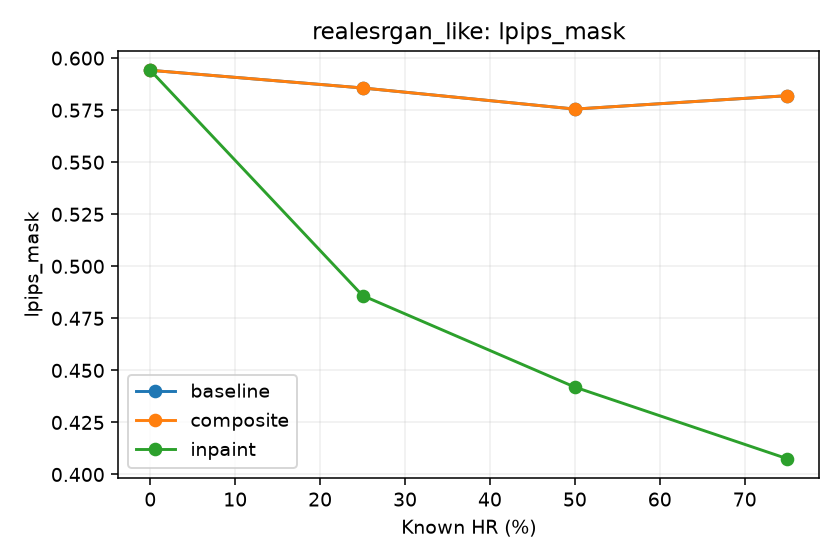 realesrgan_like: lpips_mask
lpips_mask
0.600
0.575
0.550
0.525
0.500
0.475
0.450
0.425
0.400
baseline
composite
inpaint
0 10 20 30 40 50 60 70
Known HR (%)